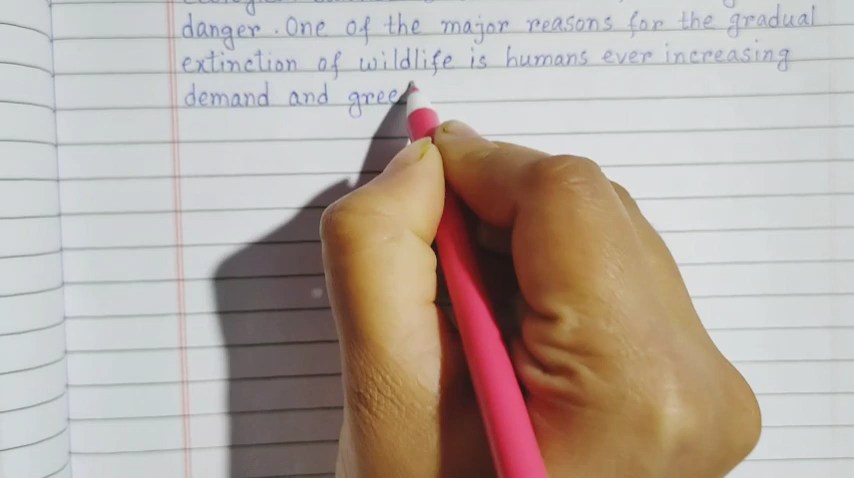 danger. One of the major reasons for the gradual
extinction of wildlife is humans ever increasing
demand and gree